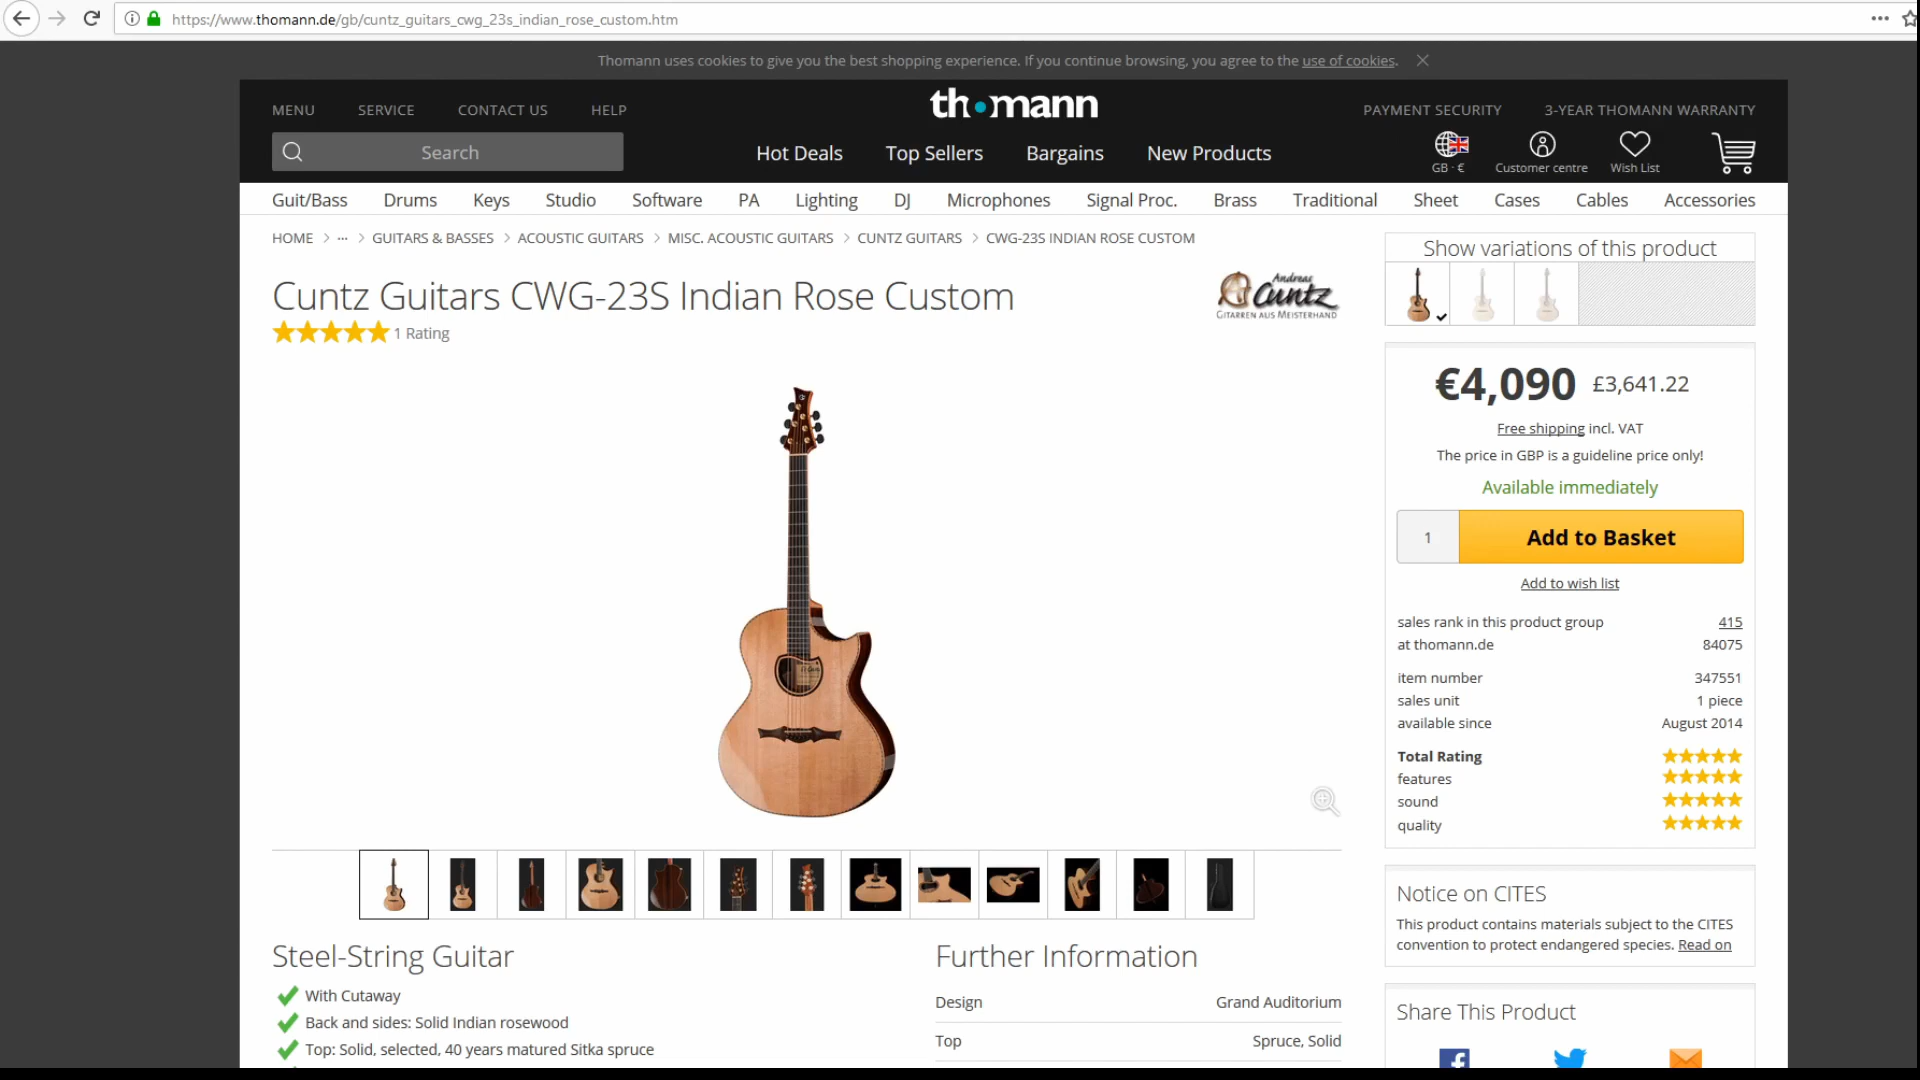 https://www.thomann.de/gb/cuntz_guitars_cwg_23s_indian_rose_custom.htm
Thomann uses cookies to give you the best shopping experience. If you continue browsing, you agree to the use of cookies.
MENU SERVICE CONTACT US HELP
th•mann
PAYMENT SECURITY 3-YEAR THOMANN WARRANTY
Search
Hot Deals Top Sellers Bargains New Products
GB - € Customer centre Wish List
Guit/Bass Drums Keys Studio Software PA Lighting DJ Microphones Signal Proc. Brass Traditional Sheet Cases Cables Accessories
HOME > ... > GUITARS & BASSES > ACOUSTIC GUITARS > MISC. ACOUSTIC GUITARS > CUNTZ GUITARS > CWG-23S INDIAN ROSE CUSTOM
Cuntz Guitars CWG-23S Indian Rose Custom
1 Rating
Andreas
Cuntz
GITARREN AUS MEISTERHAND
Show variations of this product
€4,090 £3,641.22
Free shipping incl. VAT
The price in GBP is a guideline price only!
Available immediately
1 Add to Basket
Add to wish list
sales rank in this product group 415
at thomann.de 84075
item number 347551
sales unit 1 piece
available since August 2014
Total Rating
features
sound
quality
Notice on CITES
This product contains materials subject to the CITES
convention to protect endangered species. Read on
Share This Product
Steel-String Guitar
With Cutaway
Back and sides: Solid Indian rosewood
Top: Solid, selected, 40 years matured Sitka spruce
Further Information
Design Grand Auditorium
Top Spruce, Solid